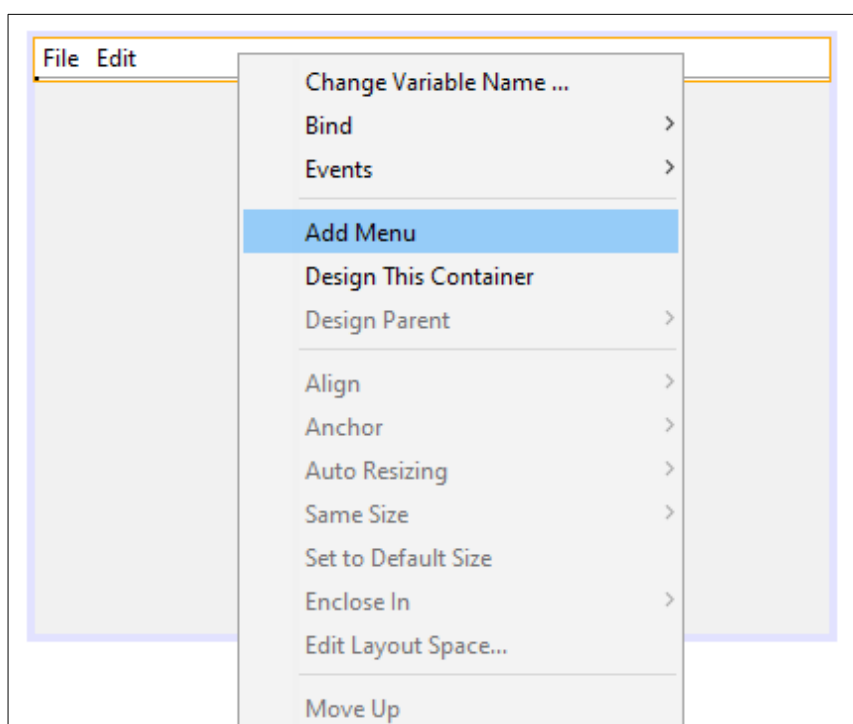 File Edit
Change Variable Name ...
Bind
Events
Add Menu
Design This Container
Design Parent
Align
Anchor
Auto Resizing
Same Size
Set to Default Size
Enclose In
Edit Layout Space...
Move Up